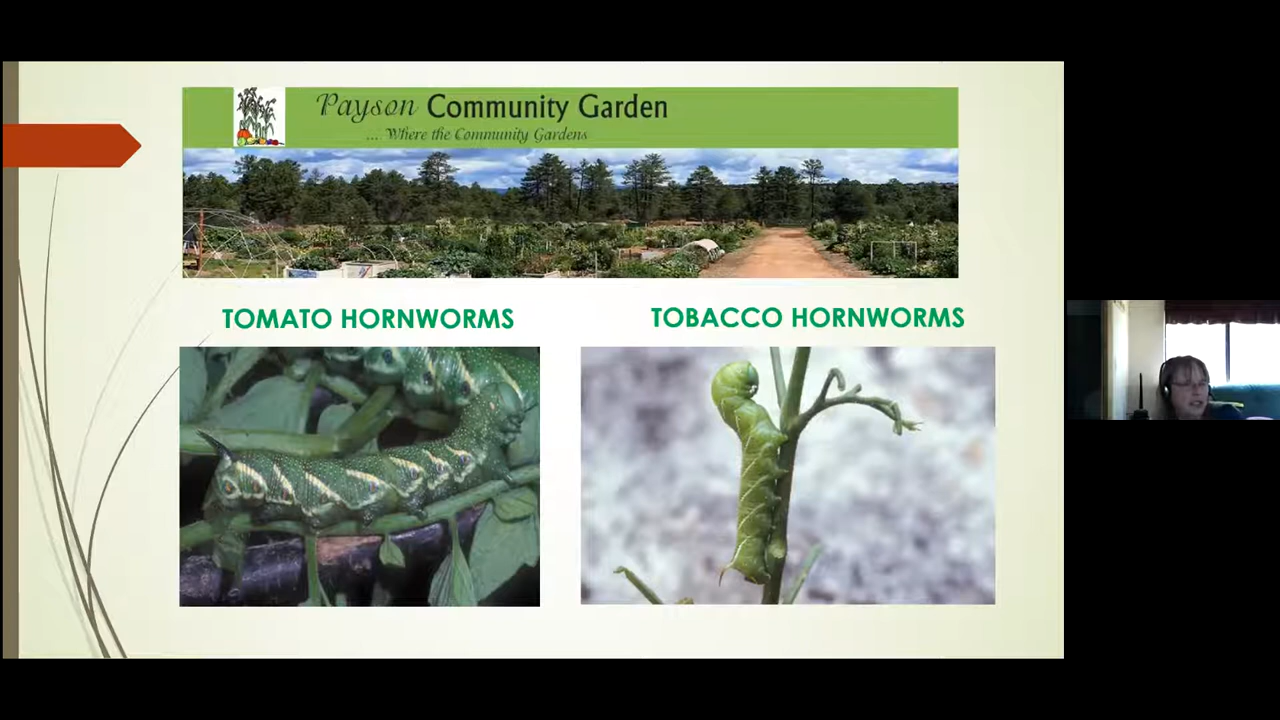 Payson Community Garden
.... Where the Community Gardens
TOMATO HORNWORMS
TOBACCO HORNWORMS